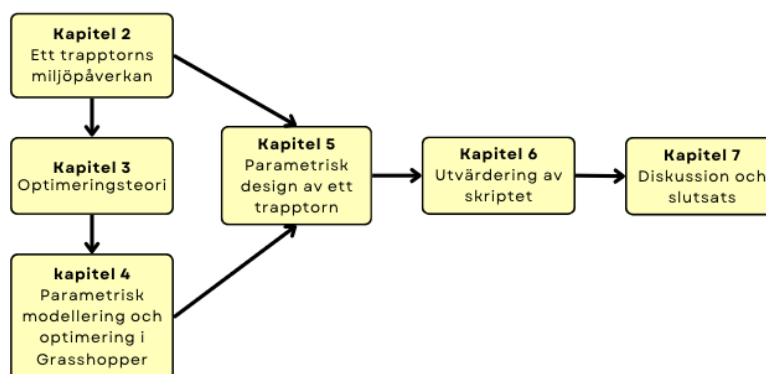 Kapitel 2
Ett trapptorns
miljöpåverkan
Kapitel 3
Optimeringsteori
kapitel 4
Parametrisk
modellering och
optimering i
Grasshopper
Kapitel 5
Parametrisk
design av ett
trapptorn
Kapitel 6
Utvärdering av
skriptet
Kapitel 7
Diskussion och
slutsats